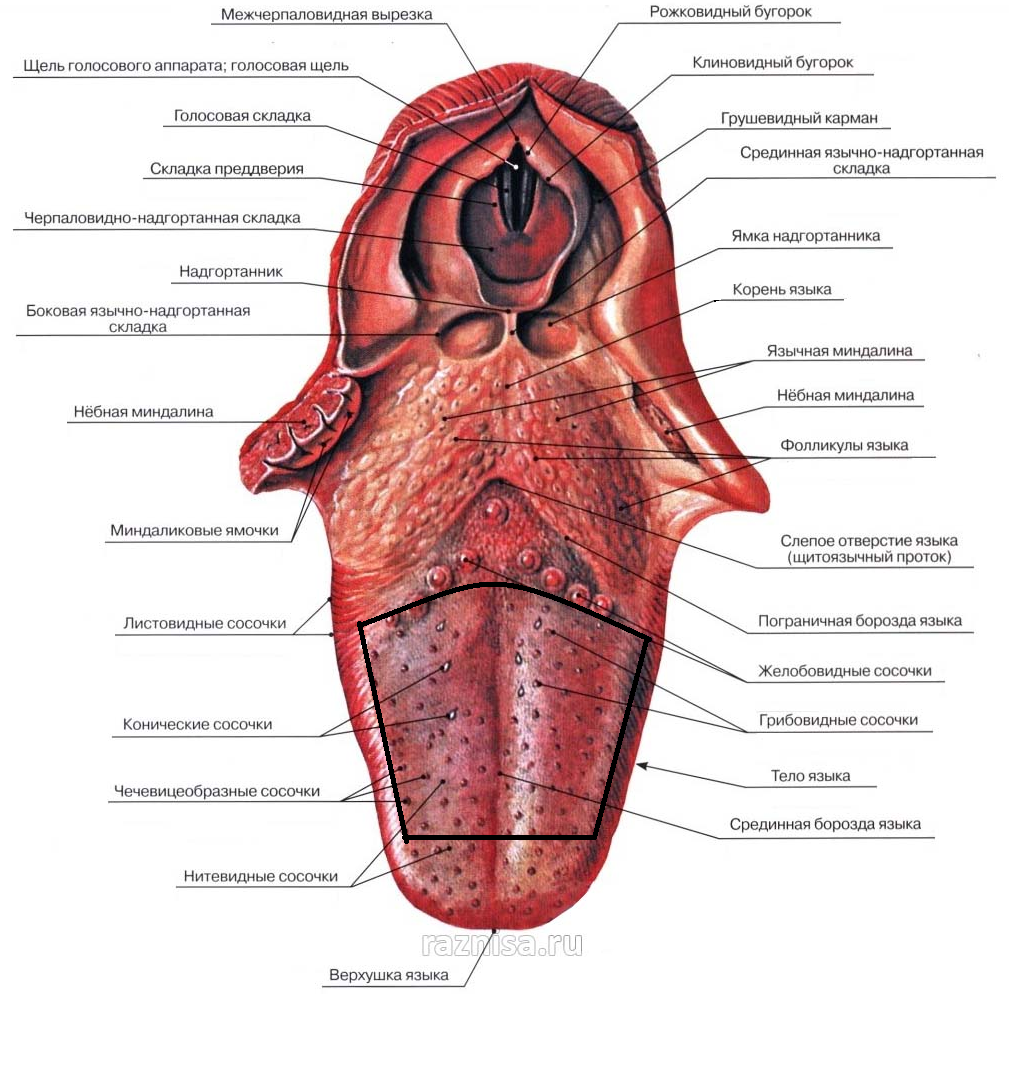 Межчерпаловидная вырезка
Рожковидный бугорок
Щель голосового аппарата; голосовая щель
Клиновидный бугорок
Голосовая складка
Грушевидный карман
Складка преддверия
Срединная язычно-надгортанная
складка
Черпаловидно-надгортанная складка
Ямка надгортанника
Надгортанник
Корень языка
Боковая язычно-надгортанная
складка
Язычная миндалина
Нёбная миндалина
Нёбная миндалина
Фолликулы языка
Миндаликовые ямочки
Слепое отверстие языка
(щитоязычный проток)
Листовидные сосочки
Пограничная борозда языка
Желобовидные сосочки
Конические сосочки
Грибовидные сосочки
Тело языка
Чечевицеобразные сосочки
Срединная борозда языка
Нитевидные сосочки
raznisa.ru
Верхушка языка